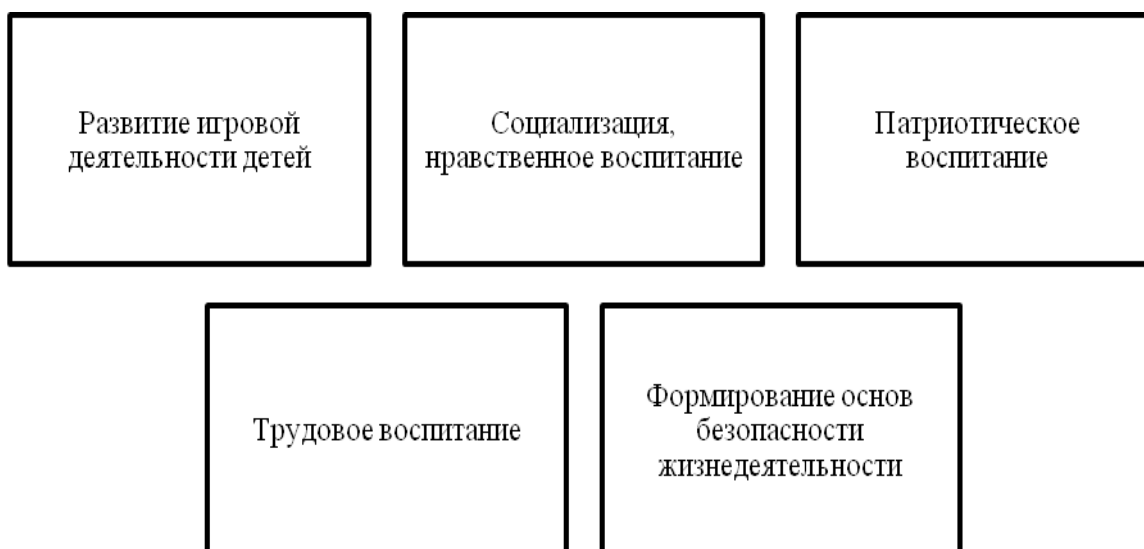 Развитие игровой
деятельности детей
Социализация,
нравственное воспитание
Патриотическое
воспитание
Трудовое воспитание
Формирование основ
безопасности
жизнедеятельности